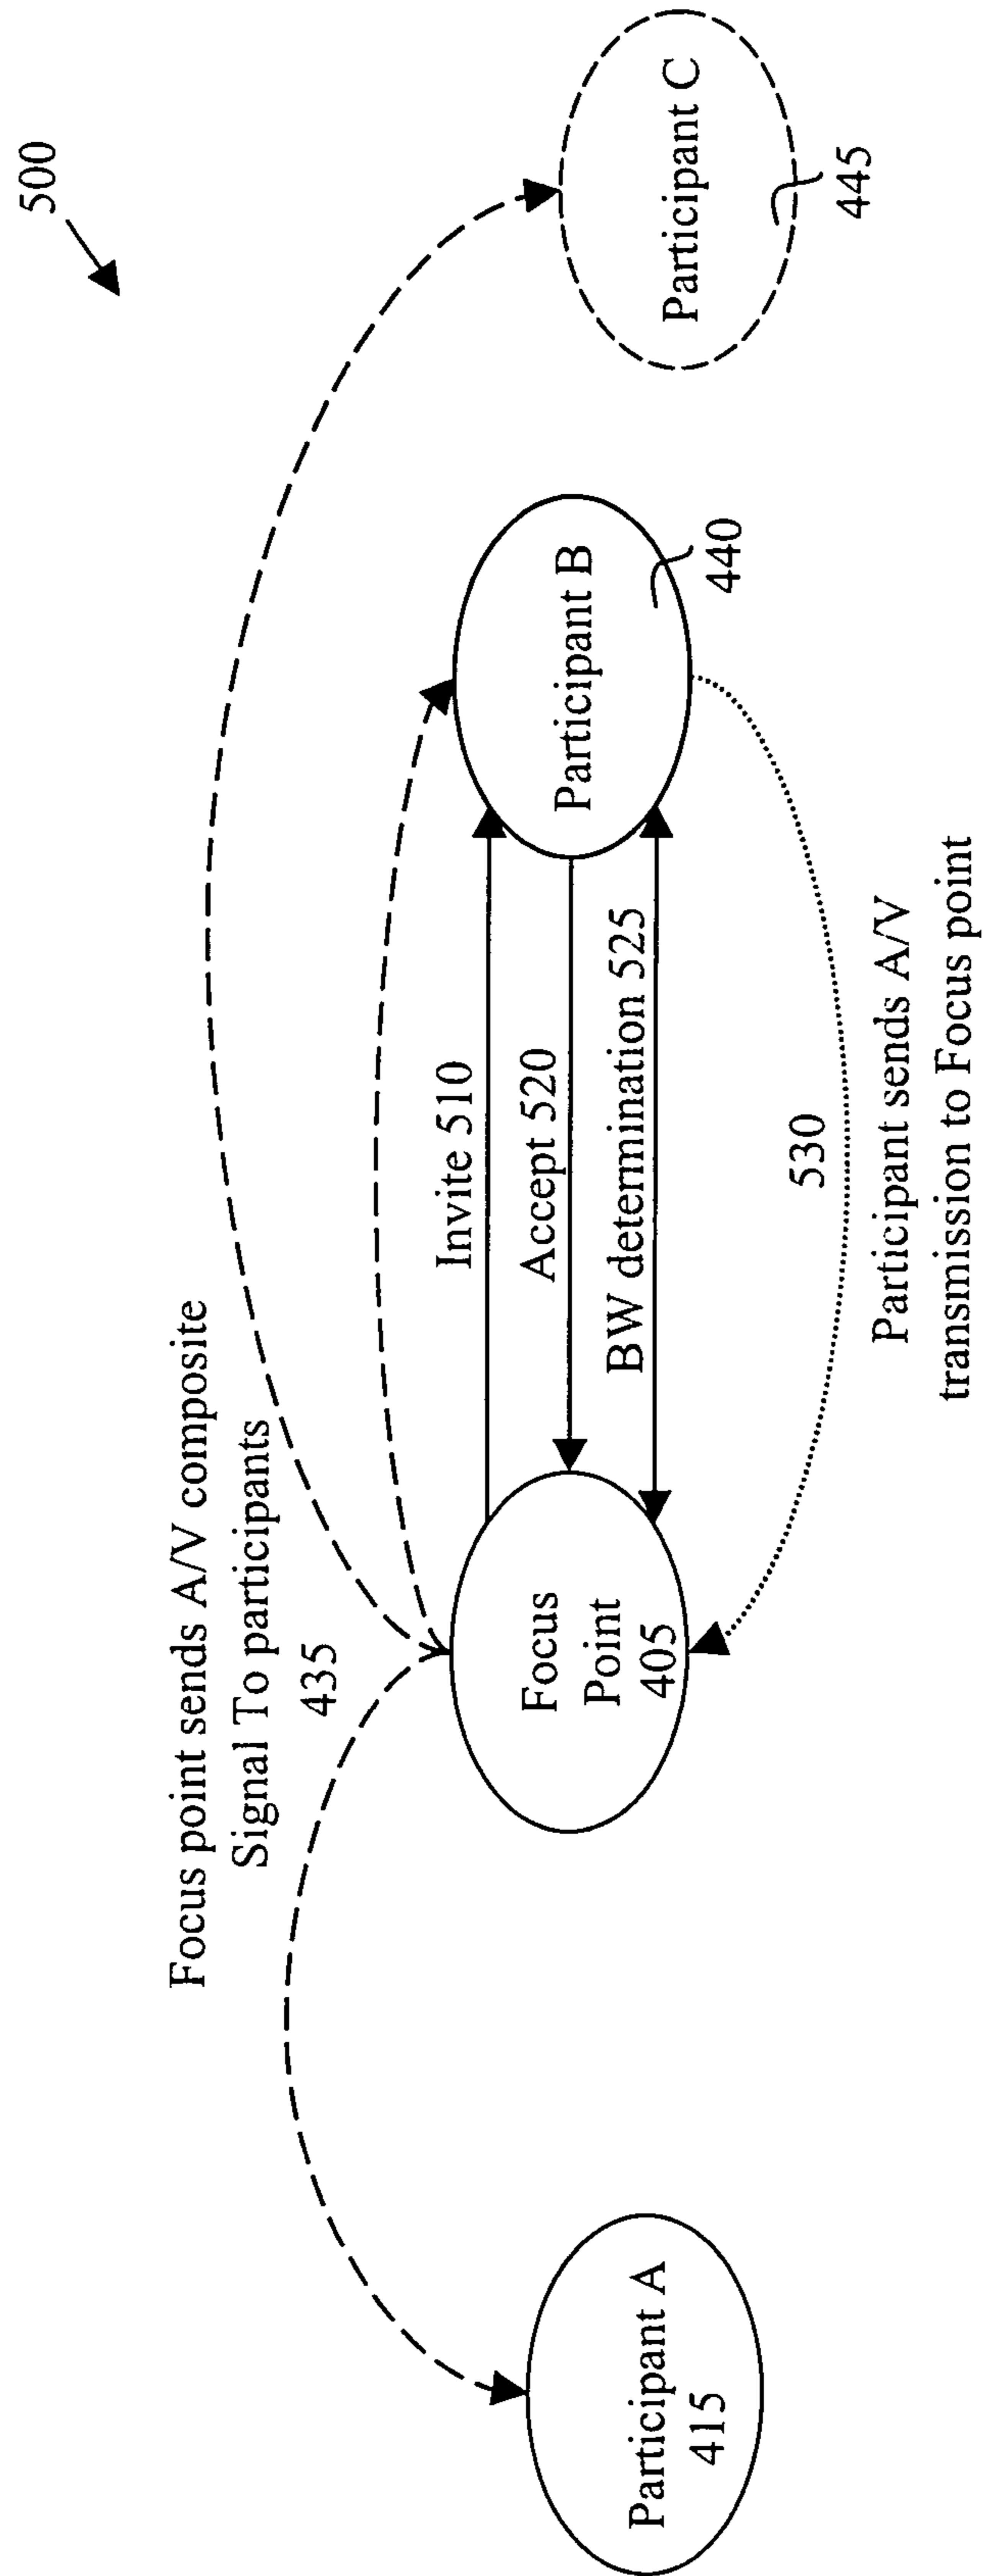 500
Focus point sends A/V composite
Signal To participants
435
Invite 510
Accept 520
BW determination 525
Participant A
415
Focus
Point
405
Participant B
440
Participant C
445
530
Participant sends A/V
transmission to Focus point